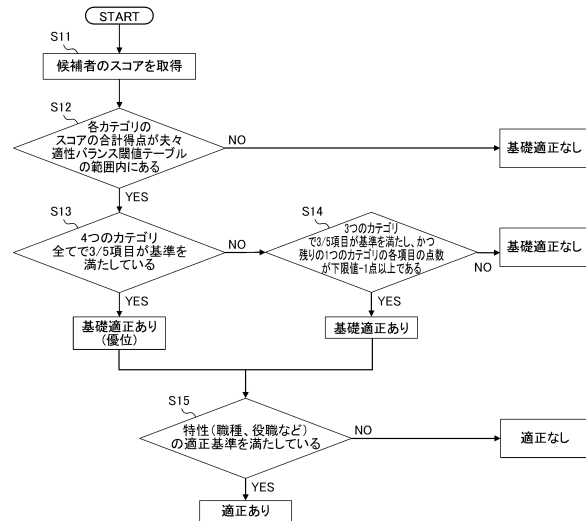 START
S11
候補者のスコアを取得
S12
各カテゴリの
スコアの合計得点が夫々
適性バランス閾値テーブル
の範囲内にある
NO
基礎適正なし
YES
S13
4つのカテゴリ
全てで3/5項目が基準を
満たしている
NO
S14
3つのカテゴリ
で3/5項目が基準を満たし、かつ
残りの1つのカテゴリの各項目の点数
が下限値-1点以上である
NO
基礎適正なし
YES
基礎適正あり
(優位)
YES
基礎適正あり
S15
特性(職種、役職など)
の適正基準を満たしている
NO
適正なし
YES
適正あり